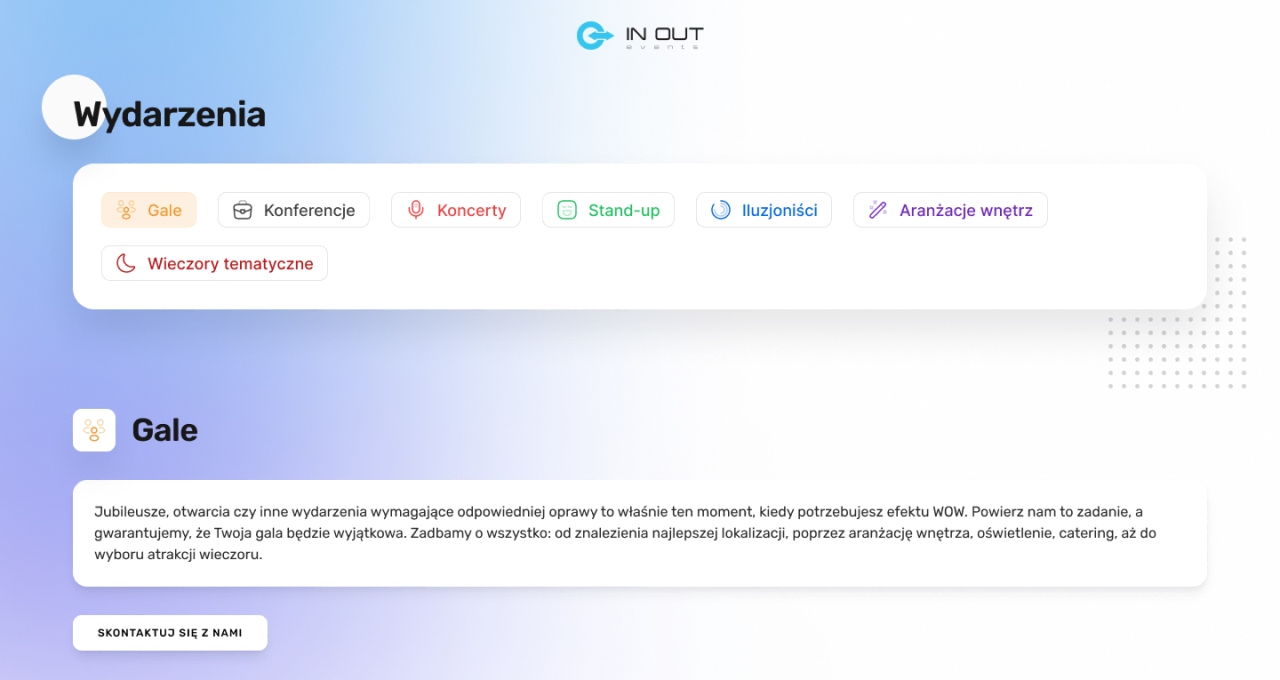 IN OUT
events
Wydarzenia
Gale
Konferencje
Koncerty
Stand-up
Iluzjoniści
Aranżacje wnętrz
Wieczory tematyczne
Gale
Jubileusze, otwarcia czy inne wydarzenia wymagające odpowiedniej oprawy to właśnie ten moment, kiedy potrzebujesz efektu WOW. Powierz nam to zadanie, a
gwarantujemy, że Twoja gala będzie wyjątkowa. Zadbamy o wszystko: od znalezienia najlepszej lokalizacji, poprzez aranżację wnętrza, oświetlenie, catering, aż do
wyboru atrakcji wieczoru.
SKONTAKTUJ SIĘ Z NAMI